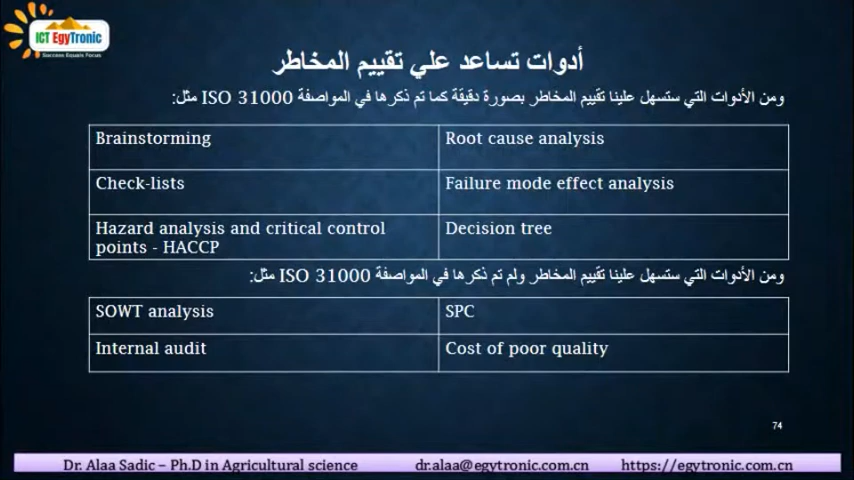 ICT EgyTronic
Success Equals Focus
أدوات تساعد علي تقييم المخاطر
ومن الأدوات التي ستسهل علينا تقييم المخاطر بصورة دقيقة كما تم ذكرها في المواصفة ISO 31000 مثل:
Brainstorming
Root cause analysis
Check-lists
Failure mode effect analysis
Hazard analysis and critical control
points - HACCP
Decision tree
ومن الأدوات التي ستسهل علينا تقييم المخاطر ولم تم ذكرها في المواصفة ISO 31000 مثل:
SOWT analysis
SPC
Internal audit
Cost of poor quality
74
Dr. Alaa Sadic – Ph.D in Agricultural science dr.alaa@egytronic.com.cn https://egytronic.com.cn